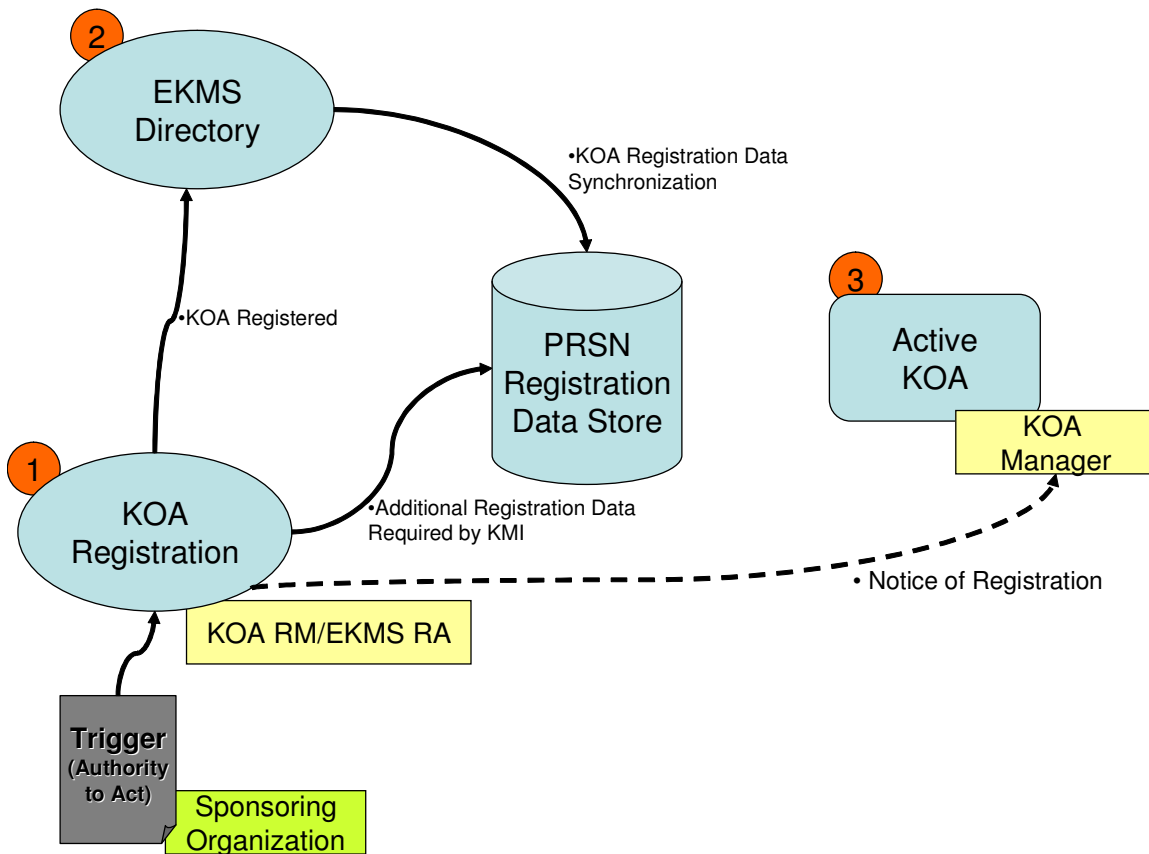 2
EKMS
Directory
•KOA Registration Data
Synchronization
3
Active
KOA
KOA
Manager
•KOA Registered
PRSN
Registration
Data Store
1
KOA
Registration
•Additional Registration Data
Required by KMI
• Notice of Registration
KOA RM/EKMS RA
Trigger
(Authority
to Act)
Sponsoring
Organization